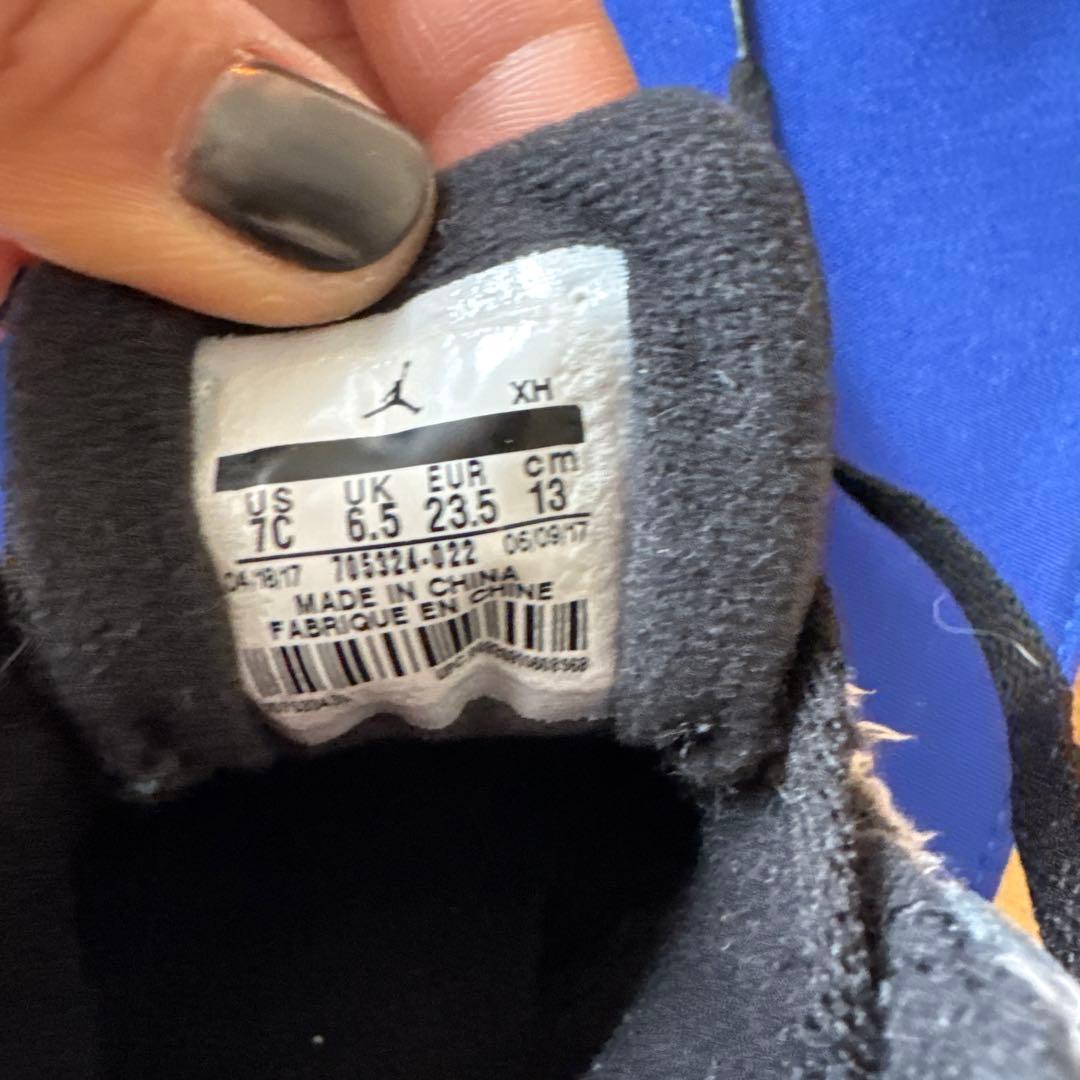 XH
US UK EUR cm
7C 6.5 23.5 13
04/18/17 705324-022 06/09/17
MADE IN CHINA
FABRIQUE EN CHINE